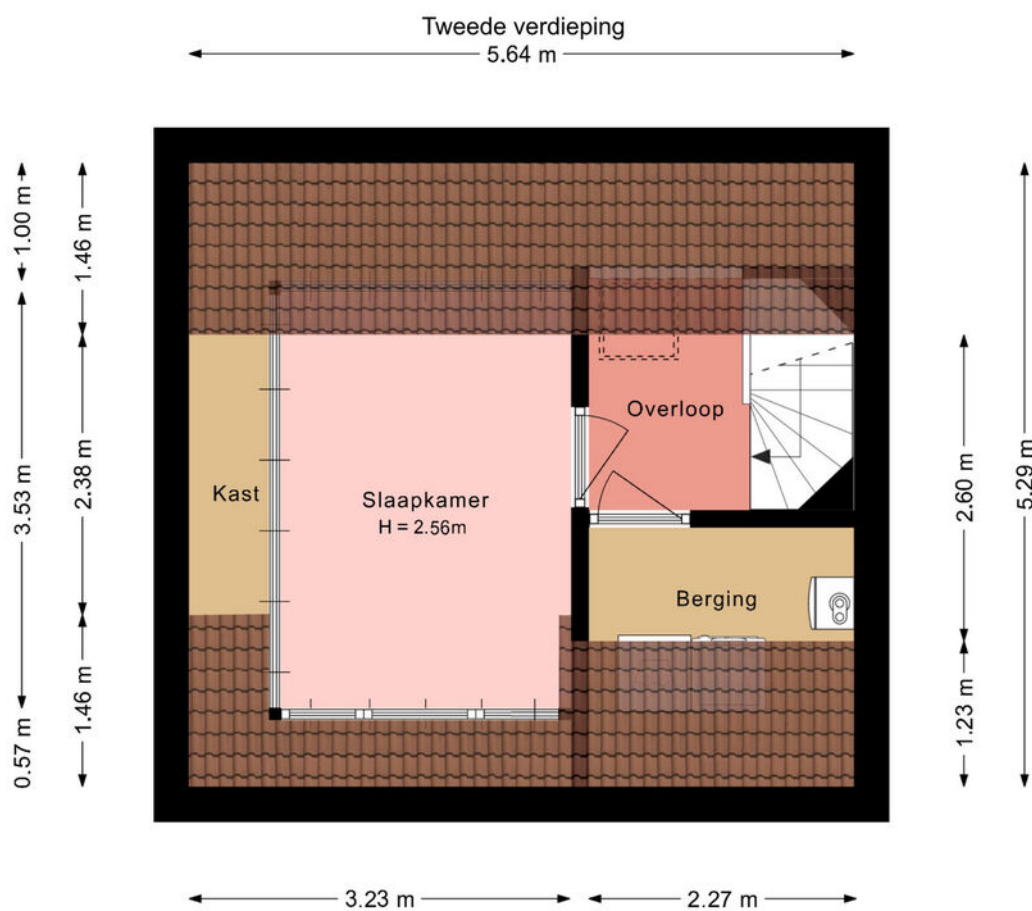 Tweede verdieping
5.64 m
1.00 m
1.46 m
3.53 m
2.38 m
0.57 m
1.46 m
Overloop
Kast
Slaapkamer
H = 2.56m
Berging
2.60 m
5.29 m
1.23 m
3.23 m
2.27 m